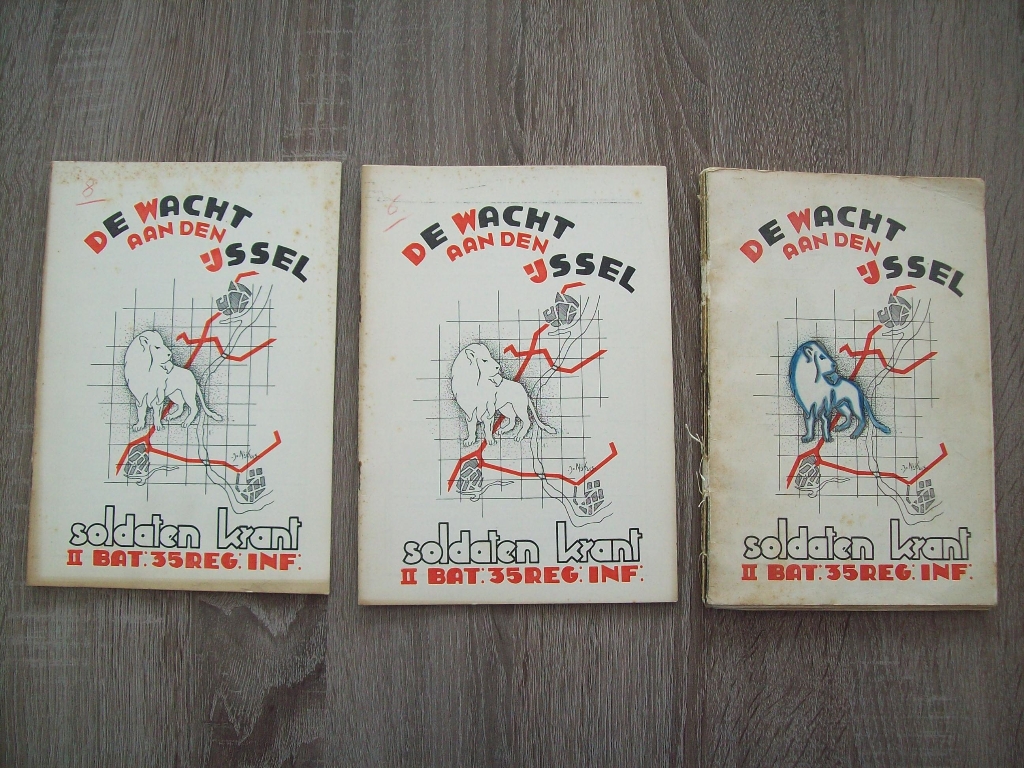 8
DE WACHT
AAN DEN
IJSSEL
soldaten krant
II BAT: 35 REG: INF:
6
DE WACHT
AAN DEN
IJSSEL
soldaten krant
II BAT: 35 REG: INF:
DE WACHT
AAN DEN
IJSSEL
soldaten krant
II BAT: 35 REG: INF: